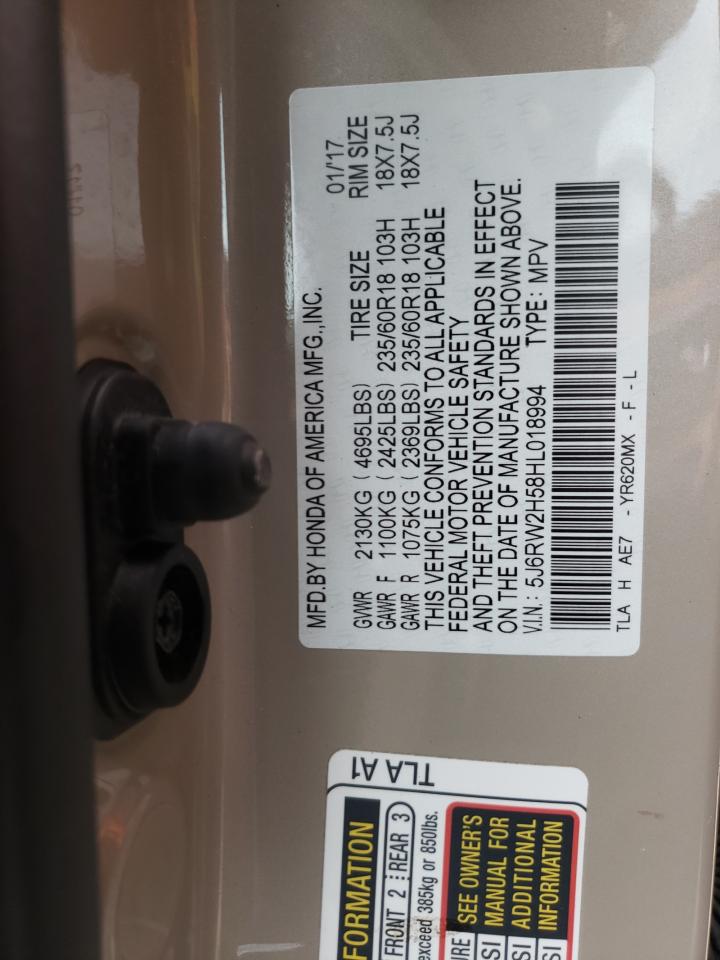 MFD.BY HONDA OF AMERICA MFG.,INC. 01/'17
TIRE SIZE RIM SIZE
GVWR 2130KG ( 4695LBS)
GAWR F 1100KG ( 2425LBS) 235/60R18 103H 18X7.5J
GAWR R 1075KG ( 2369LBS) 235/60R18 103H 18X7.5J
THIS VEHICLE CONFORMS TO ALL APPLICABLE
FEDERAL MOTOR VEHICLE SAFETY
AND THEFT PREVENTION STANDARDS IN EFFECT
ON THE DATE OF MANUFACTURE SHOWN ABOVE.
V.I.N.: 5J6RW2H58HL018994 TYPE: MPV
TLA H AE7 - YR620MX - F - L
TLA A1
FRONT 2 REAR 3
exceed 385kg or 850lbs.
SEE OWNER'S
MANUAL FOR
ADDITIONAL
INFORMATION